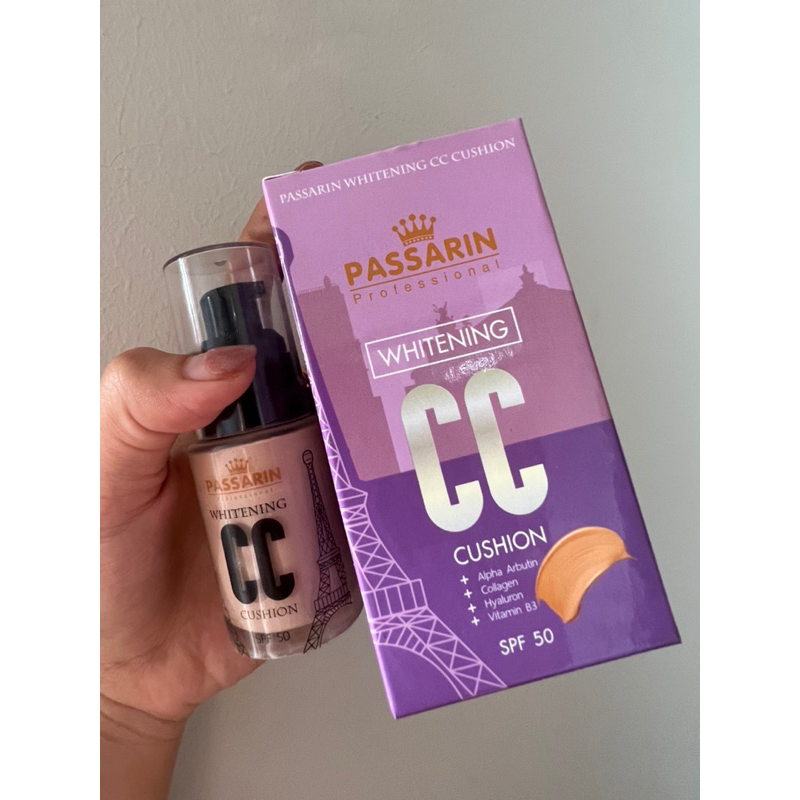 PASSARIN WHITENING CC CUSHION
PASSARIN
Professional
WHITENING
CC
CUSHION
+ Alpha Arbutin
+ Collagen
+ Hyaluron
+ Vitamin B3
SPF 50
PASSARIN
Professional
WHITENING
CC
CUSHION
SPF 50